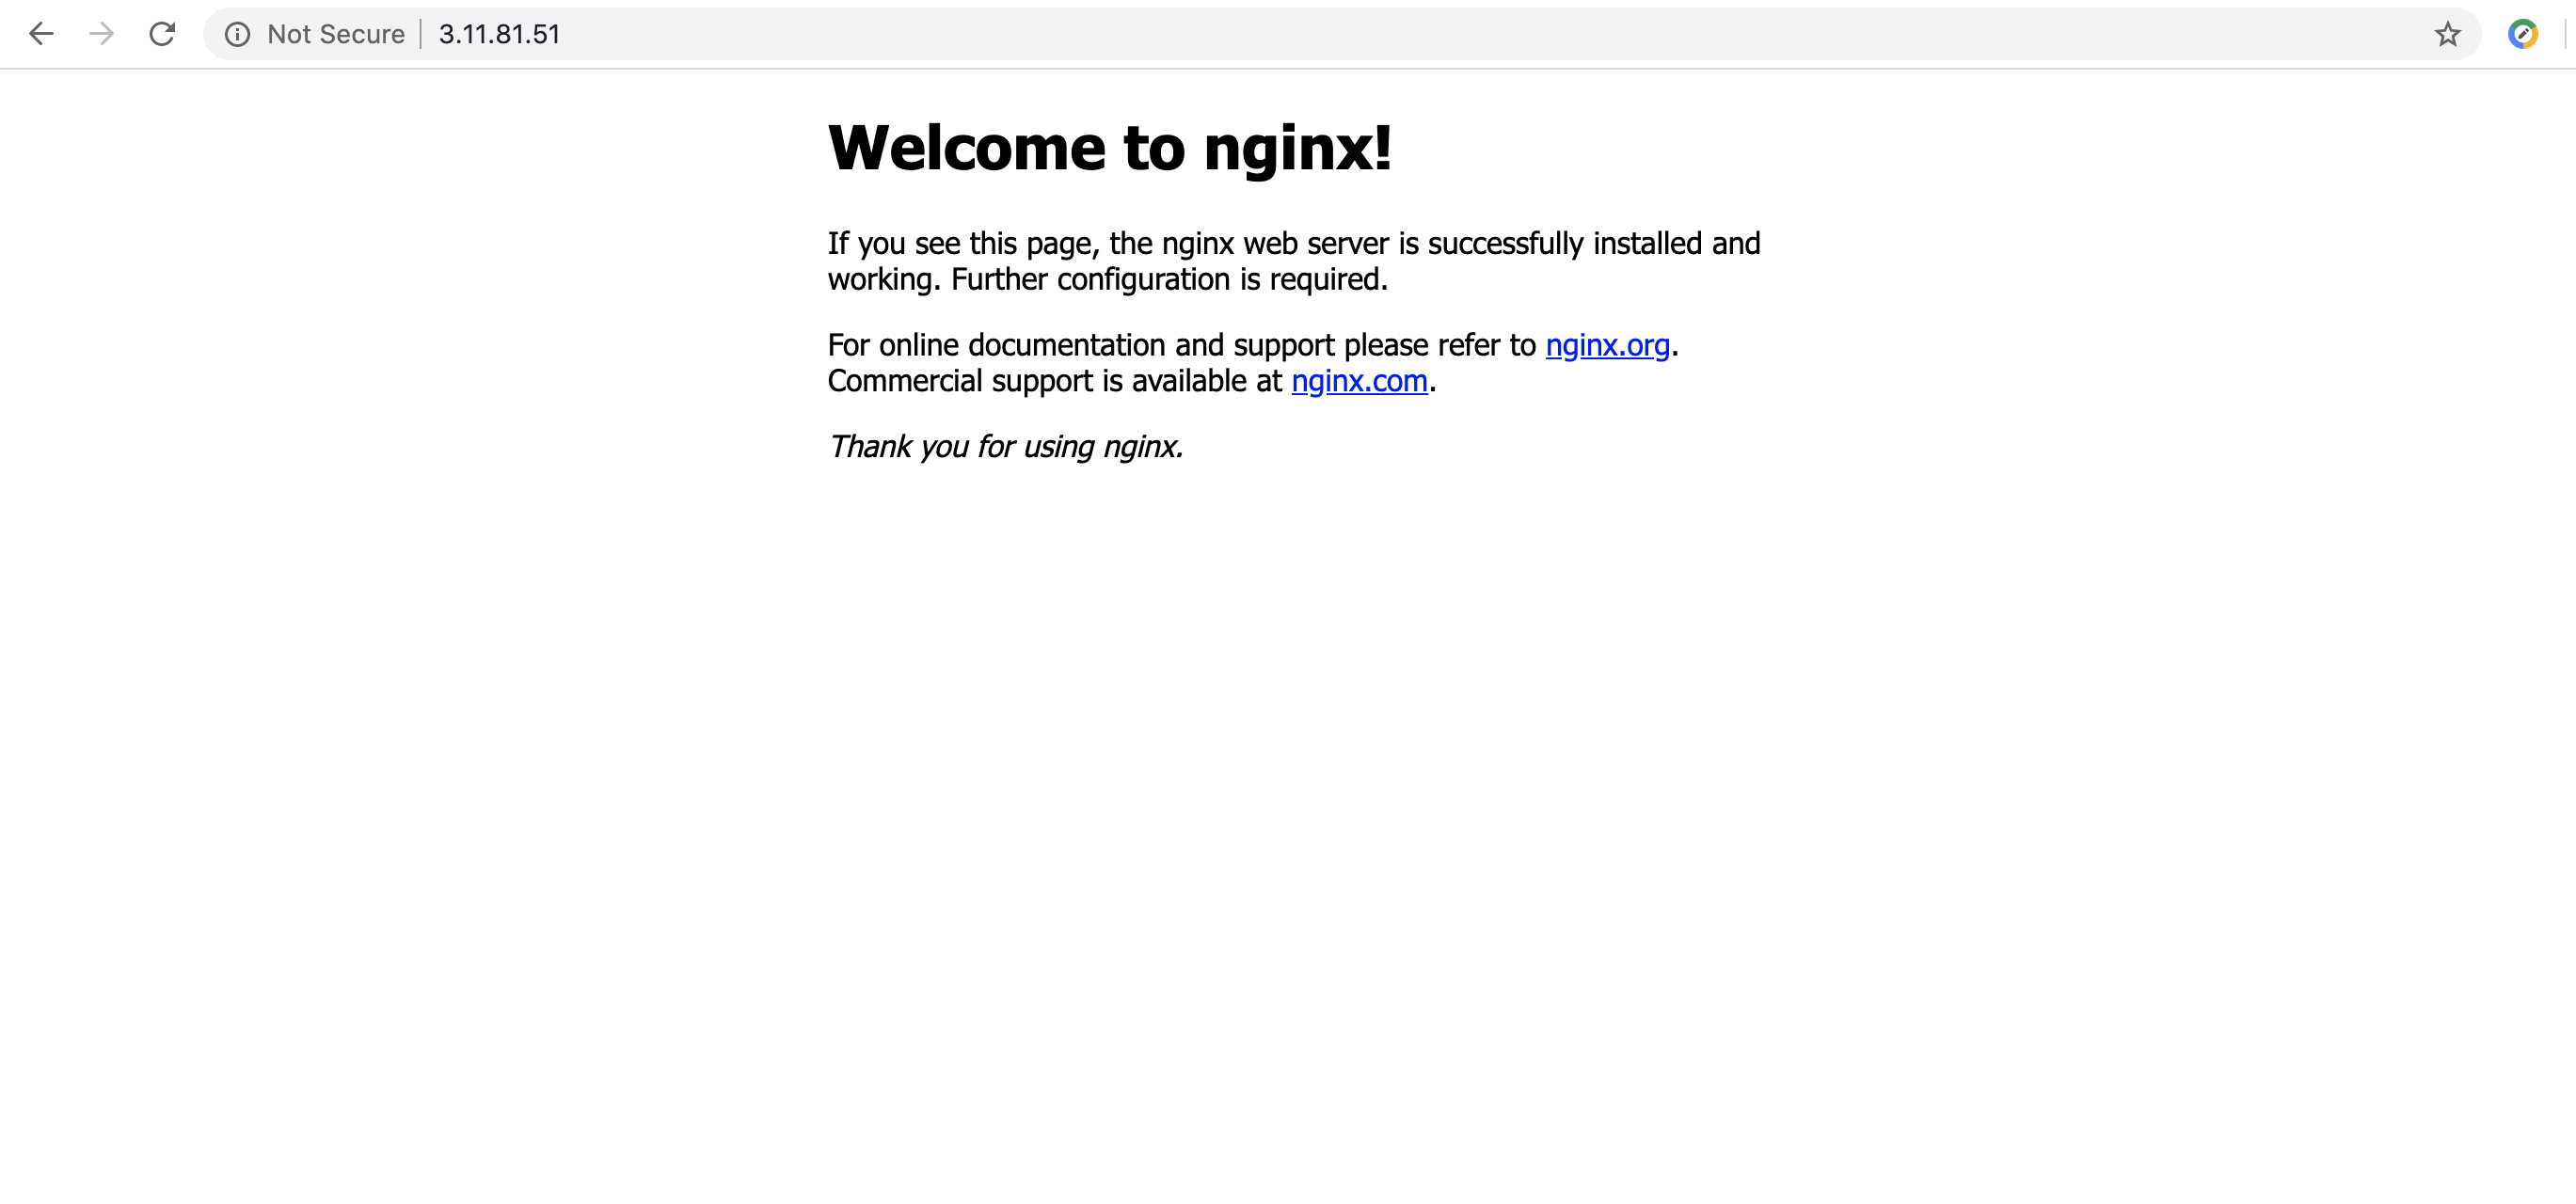 Not Secure | 3.11.81.51
Welcome to nginx!
If you see this page, the nginx web server is successfully installed and
working. Further configuration is required.
For online documentation and support please refer to nginx.org.
Commercial support is available at nginx.com.
Thank you for using nginx.